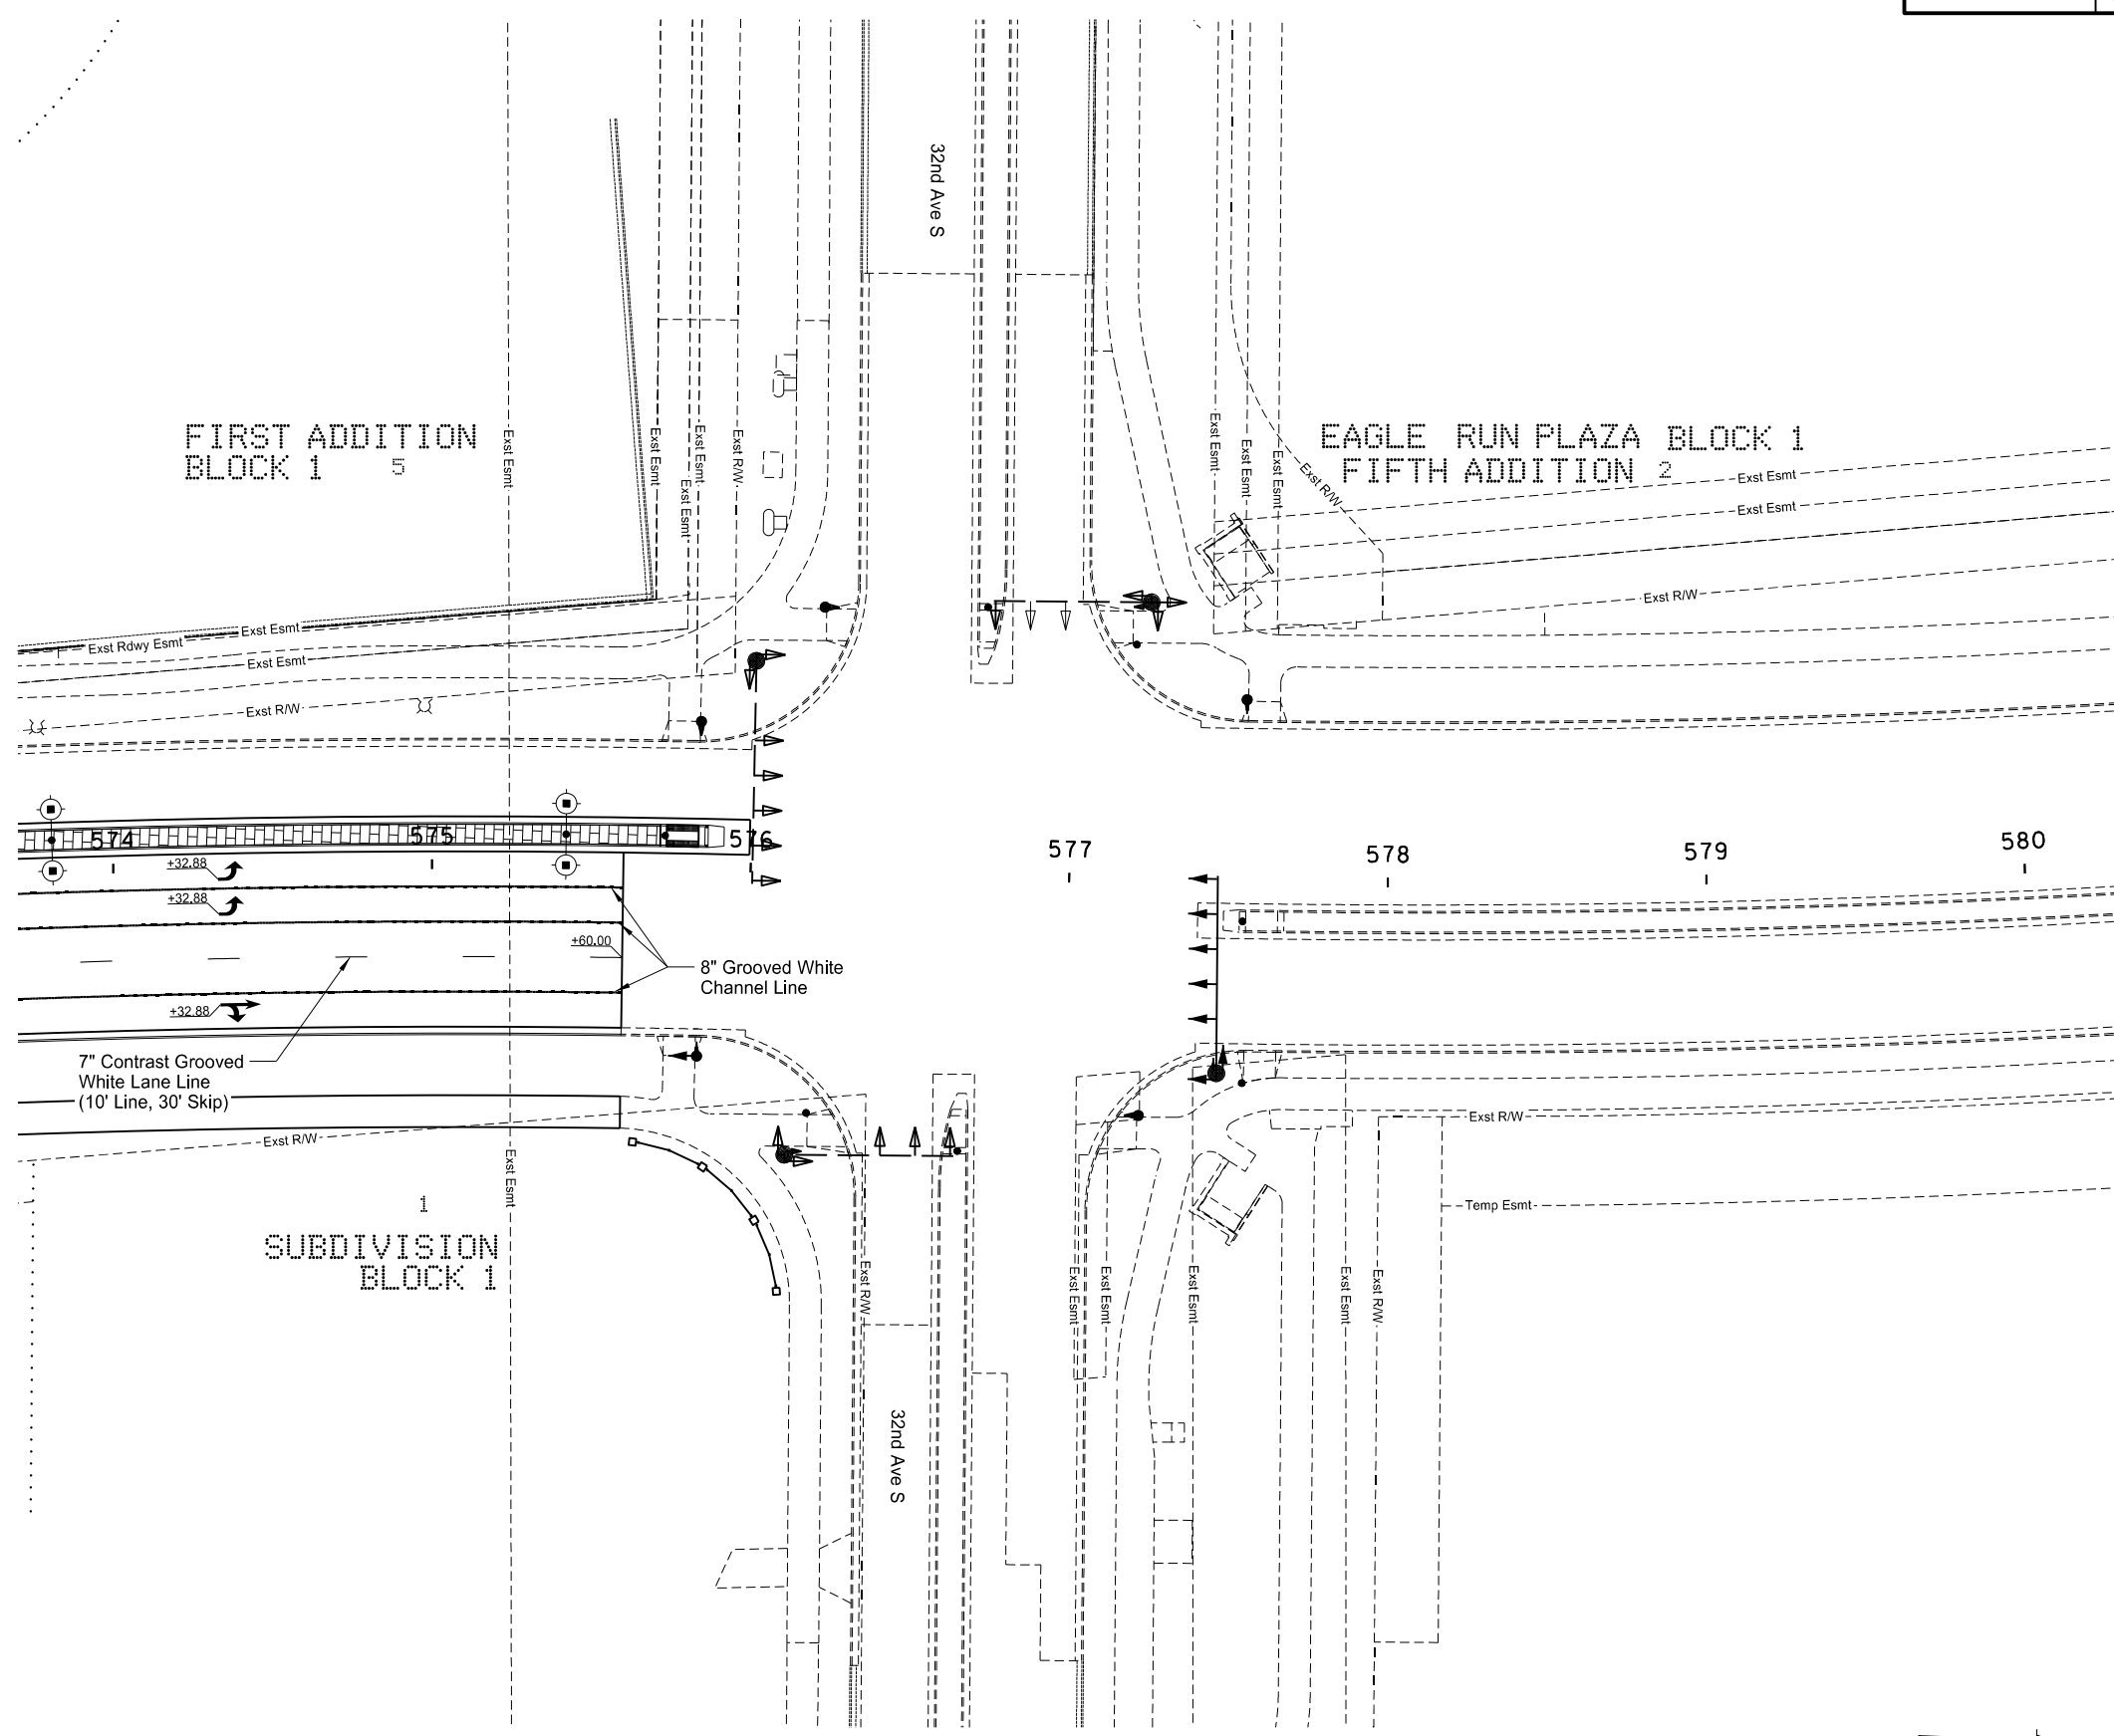 32nd Ave S
FIRST ADDITION
BLOCK 1 5
EAGLE RUN PLAZA BLOCK 1
FIFTH ADDITION 2
Exst Esmt
Exst Esmt
Exst Esmt
Exst Esmt
Exst R/W
Exst Esmt
Exst Esmt
Exst Esmt
Exst R/W
Exst Esmt
Exst Esmt
Exst R/W
Exst Esmt
Exst Rdwy Esmt
Exst Esmt
Exst R/W
574
575
576
577
578
579
580
+32.88
+32.88
+60.00
+32.88
8" Grooved White
Channel Line
7" Contrast Grooved
White Lane Line
(10' Line, 30' Skip)
Exst R/W
Exst R/W
Exst Esmt
1
SUBDIVISION
BLOCK 1
Temp Esmt
Exst R/W
Exst Esmt
Exst Esmt
Exst Esmt
Exst Esmt
Exst R/W
32nd Ave S